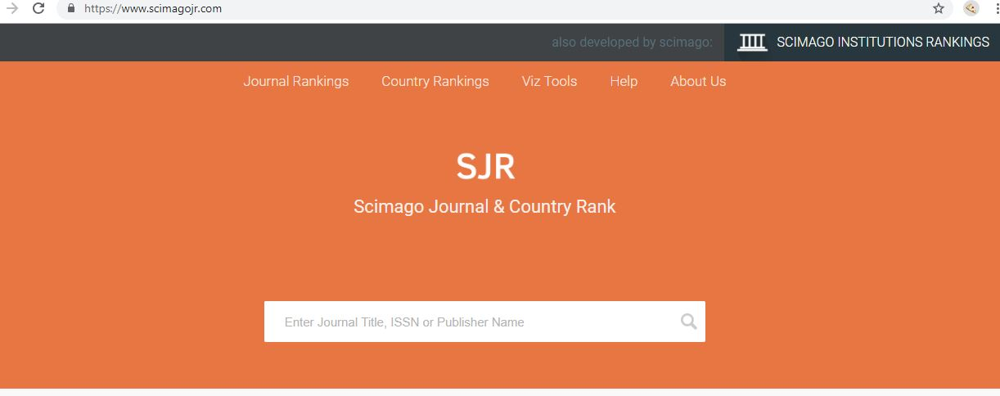 https://www.scimagojr.com
also developed by scimago: SCIMAGO INSTITUTIONS RANKINGS
Journal Rankings Country Rankings Viz Tools Help About Us
SJR
Scimago Journal & Country Rank
Enter Journal Title, ISSN or Publisher Name